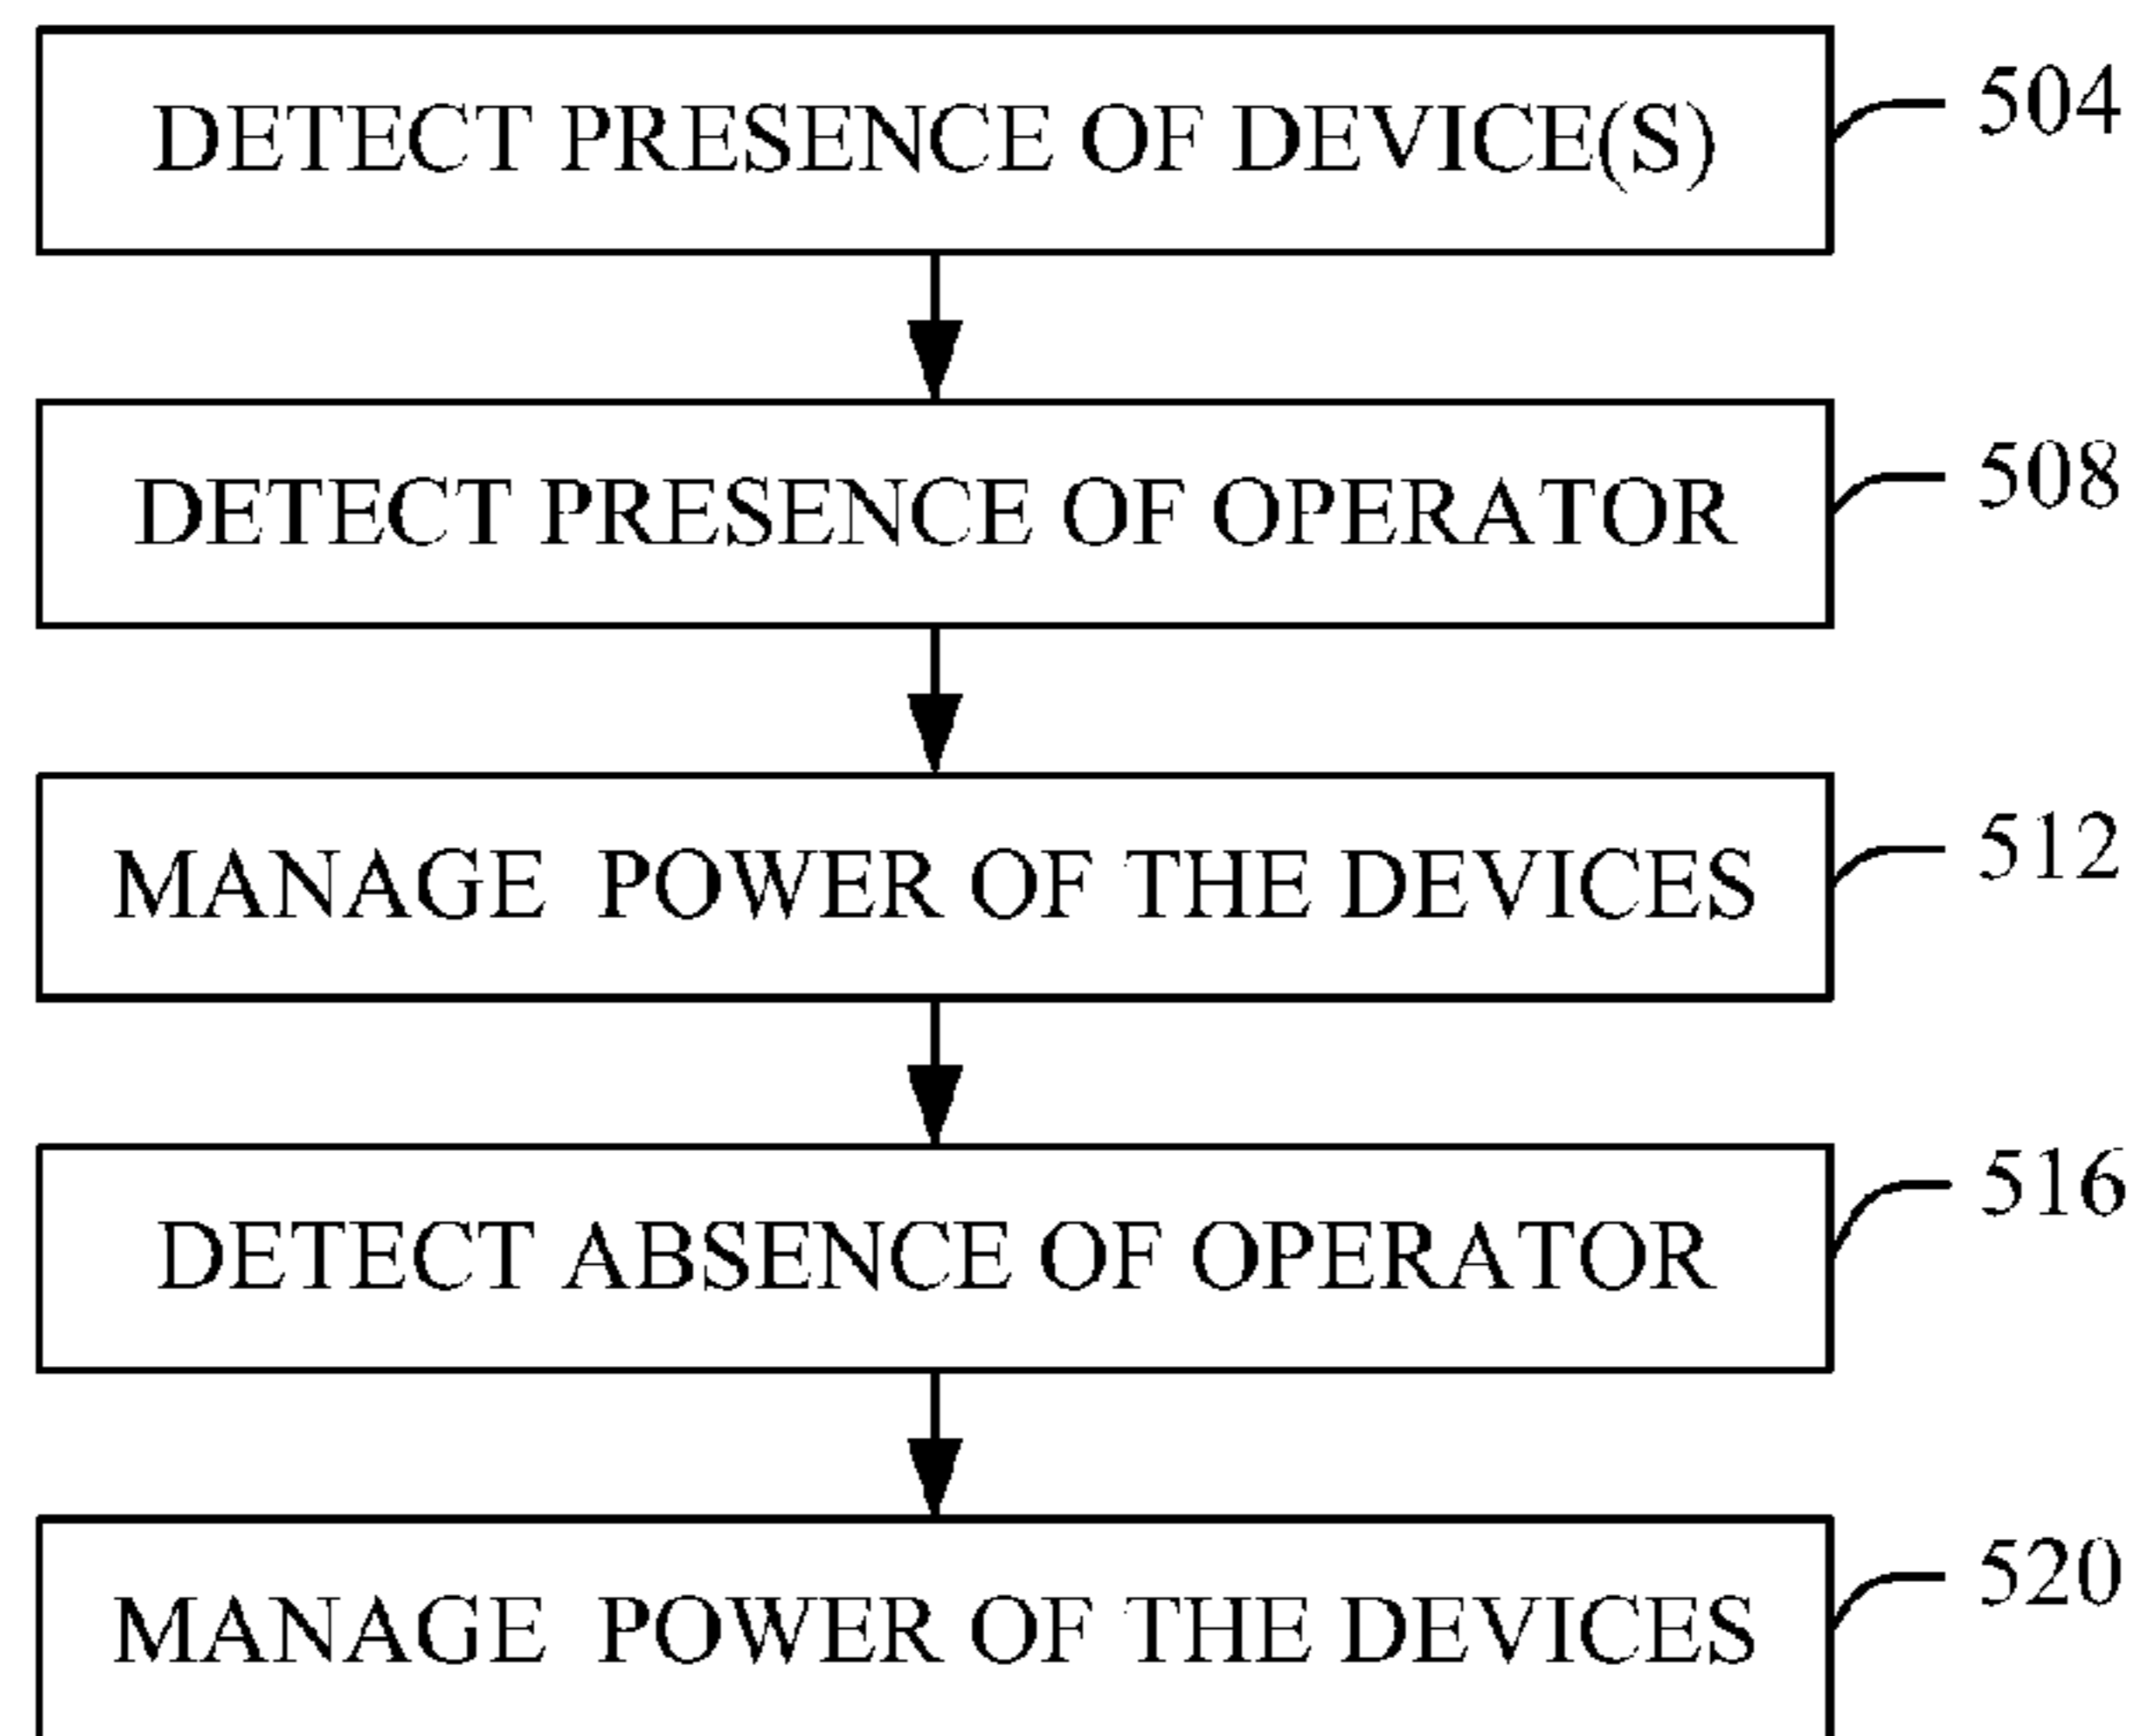 DETECT PRESENCE OF DEVICE(S) 504
DETECT PRESENCE OF OPERATOR 508
MANAGE POWER OF THE DEVICES 512
DETECT ABSENCE OF OPERATOR 516
MANAGE POWER OF THE DEVICES 520